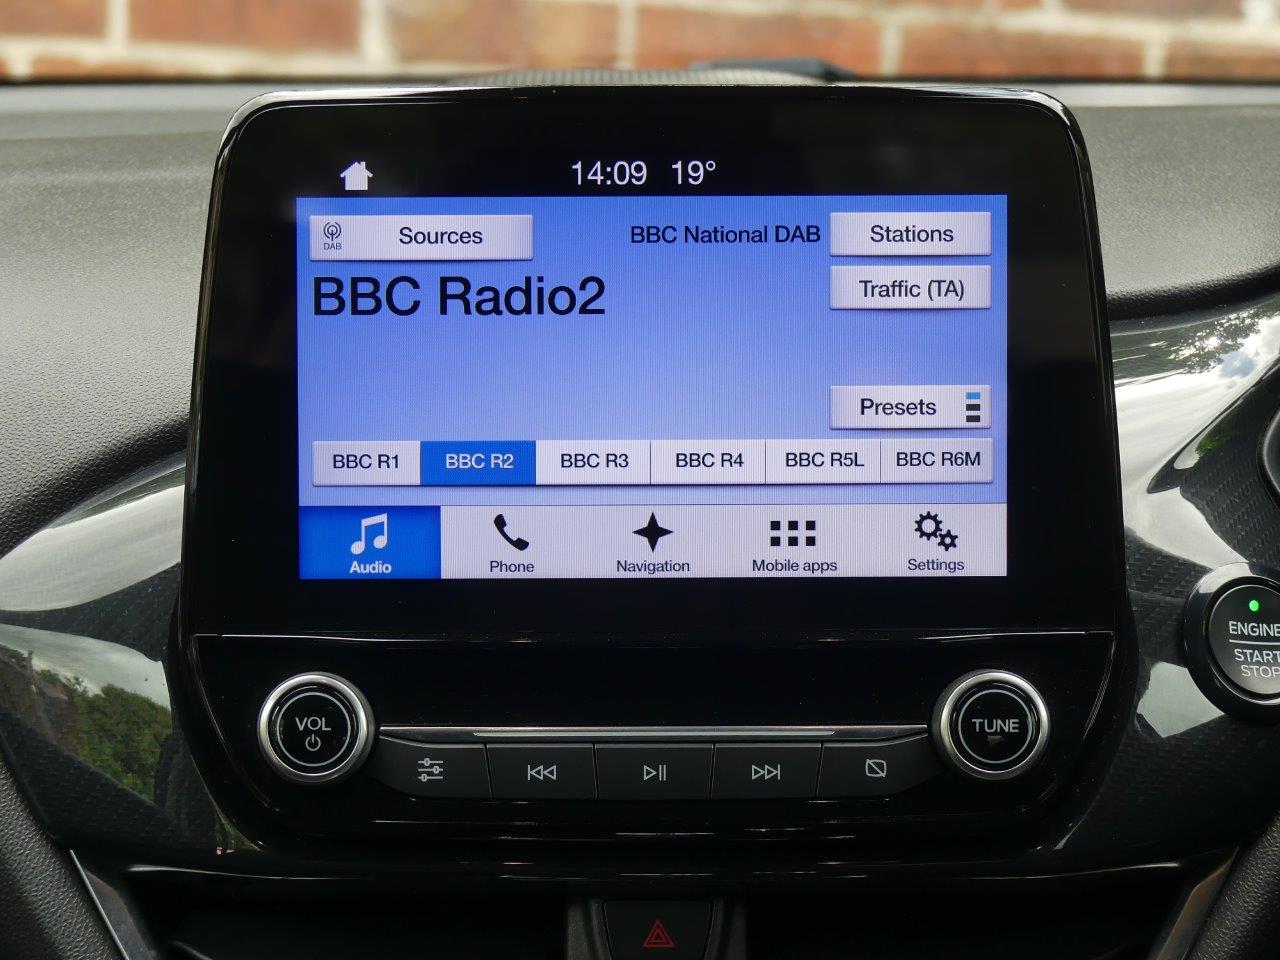 14:09 19°
DAB
Sources
BBC National DAB
Stations
BBC Radio2
Traffic (TA)
Presets
BBC R1
BBC R2
BBC R3
BBC R4
BBC R5L
BBC R6M
Audio
Phone
Navigation
Mobile apps
Settings
ENGINE
START
STOP
VOL
TUNE